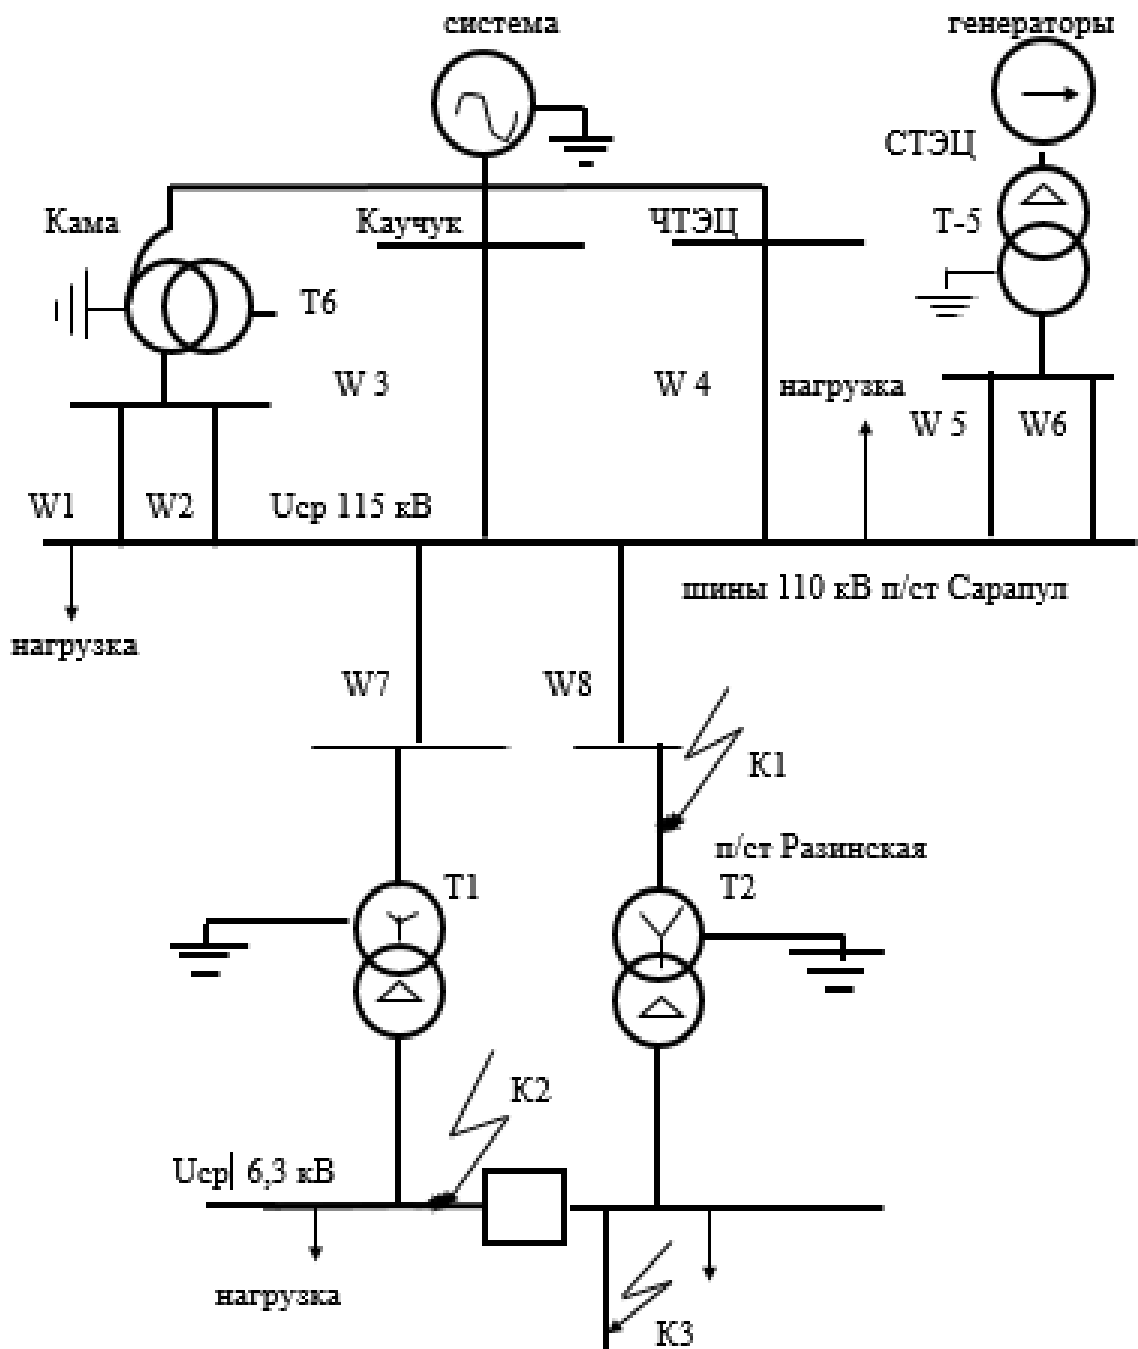 система
генераторы
СТЭЦ
Кама
Каучук
ЧТЭЦ
Т-5
Т6
W 3
W 4
нагрузка
W 5
W6
W1
W2
Uср 115 кВ
шины 110 кВ п/ст Сарапул
нагрузка
W7
W8
К1
п/ст Разинская
Т1
Т2
К2
Uср| 6,3 кВ
нагрузка
К3